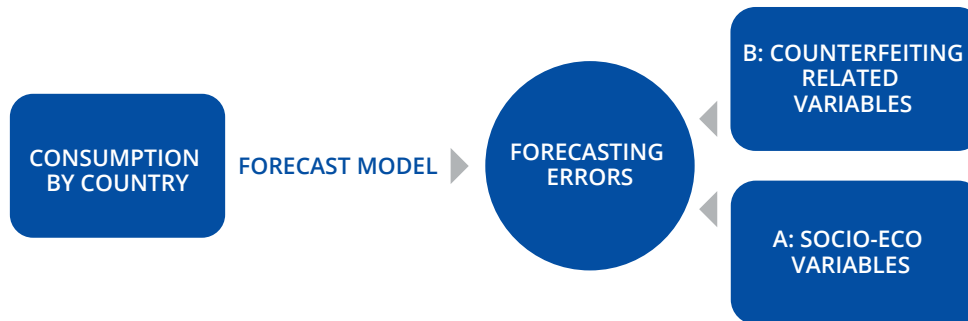 CONSUMPTION
BY COUNTRY
FORECAST MODEL
FORECASTING
ERRORS
B: COUNTERFEITING
RELATED
VARIABLES
A: SOCIO-ECO
VARIABLES